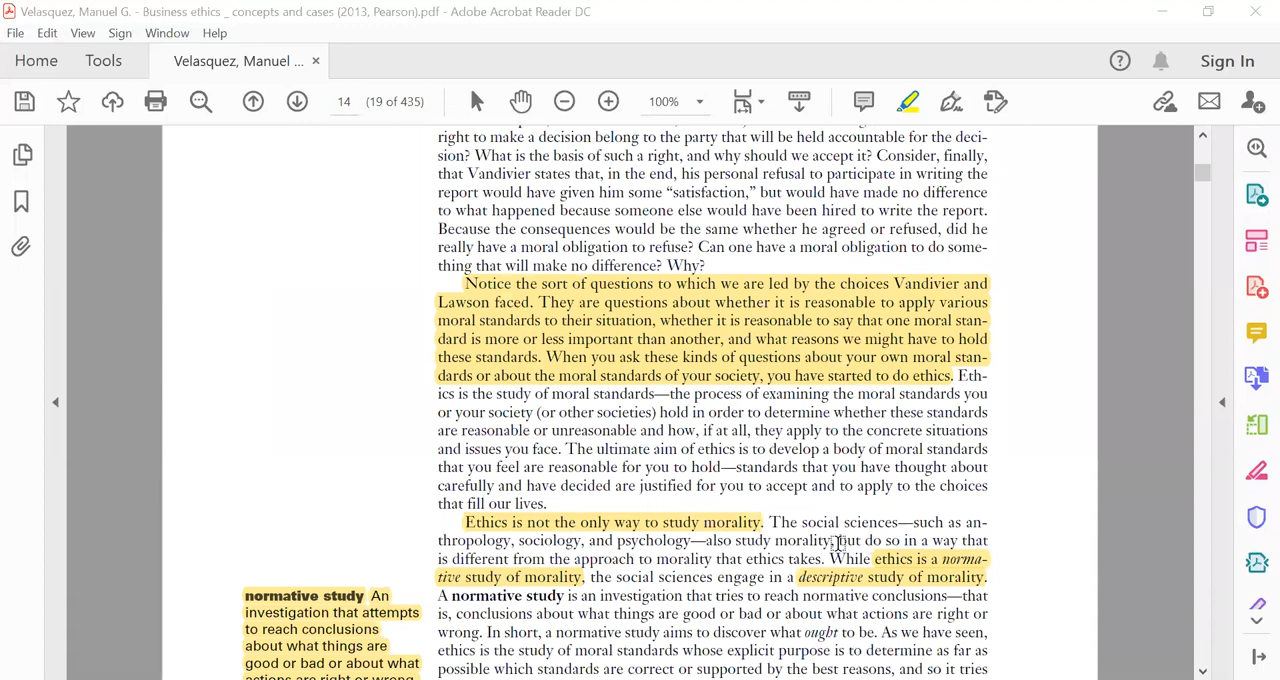 Velasquez, Manuel G. - Business ethics _ concepts and cases (2013, Pearson).pdf - Adobe Acrobat Reader DC
File Edit View Sign Window Help
Home Tools Velasquez, Manuel ... × Sign In
14 (19 of 435) 100%
right to make a decision belong to the party that will be held accountable for the deci-
sion? What is the basis of such a right, and why should we accept it? Consider, finally,
that Vandivier states that, in the end, his personal refusal to participate in writing the
report would have given him some “satisfaction,” but would have made no difference
to what happened because someone else would have been hired to write the report.
Because the consequences would be the same whether he agreed or refused, did he
really have a moral obligation to refuse? Can one have a moral obligation to do some-
thing that will make no difference? Why?
Notice the sort of questions to which we are led by the choices Vandivier and
Lawson faced. They are questions about whether it is reasonable to apply various
moral standards to their situation, whether it is reasonable to say that one moral stan-
dard is more or less important than another, and what reasons we might have to hold
these standards. When you ask these kinds of questions about your own moral stan-
dards or about the moral standards of your society, you have started to do ethics. Eth-
ics is the study of moral standards—the process of examining the moral standards you
or your society (or other societies) hold in order to determine whether these standards
are reasonable or unreasonable and how, if at all, they apply to the concrete situations
and issues you face. The ultimate aim of ethics is to develop a body of moral standards
that you feel are reasonable for you to hold—standards that you have thought about
carefully and have decided are justified for you to accept and to apply to the choices
that fill our lives.
Ethics is not the only way to study morality. The social sciences—such as an-
thropology, sociology, and psychology—also study morality, but do so in a way that
is different from the approach to morality that ethics takes. While ethics is a norma-
tive study of morality, the social sciences engage in a descriptive study of morality.
A normative study is an investigation that tries to reach normative conclusions—that
is, conclusions about what things are good or bad or about what actions are right or
wrong. In short, a normative study aims to discover what ought to be. As we have seen,
ethics is the study of moral standards whose explicit purpose is to determine as far as
possible which standards are correct or supported by the best reasons, and so it tries
normative study An
investigation that attempts
to reach conclusions
about what things are
good or bad or about what
actions are right or wrong